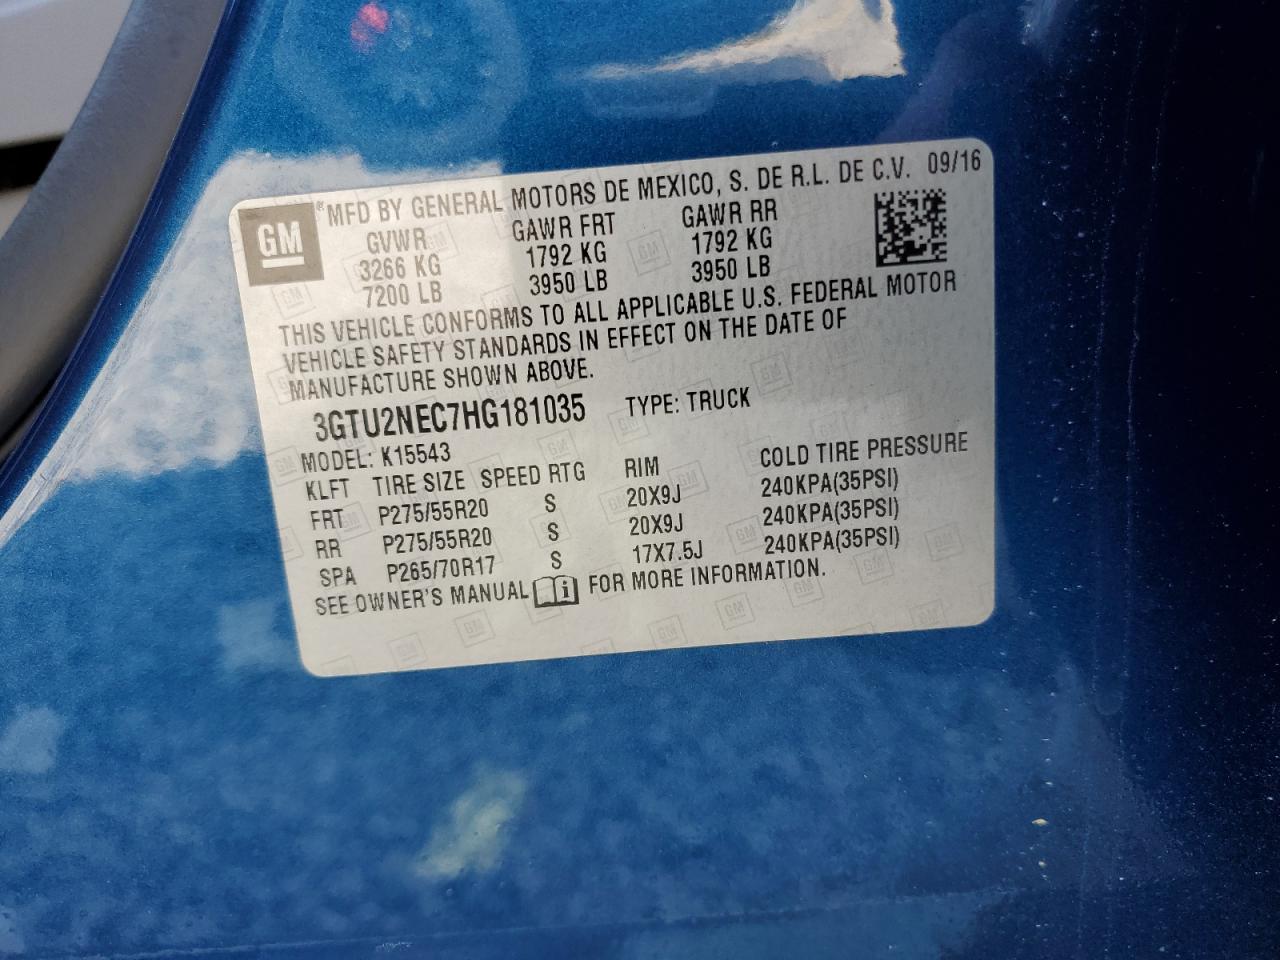 GM
® MFD BY GENERAL MOTORS DE MEXICO, S. DE R.L. DE C.V. 09/16
GVWR GAWR FRT GAWR RR
3266 KG 1792 KG 1792 KG
7200 LB 3950 LB 3950 LB
THIS VEHICLE CONFORMS TO ALL APPLICABLE U.S. FEDERAL MOTOR
VEHICLE SAFETY STANDARDS IN EFFECT ON THE DATE OF
MANUFACTURE SHOWN ABOVE.
3GTU2NEC7HG181035 TYPE: TRUCK
MODEL: K15543
KLFT TIRE SIZE SPEED RTG RIM COLD TIRE PRESSURE
FRT P275/55R20 S 20X9J 240KPA(35PSI)
RR P275/55R20 S 20X9J 240KPA(35PSI)
SPA P265/70R17 S 17X7.5J 240KPA(35PSI)
SEE OWNER'S MANUAL i FOR MORE INFORMATION.